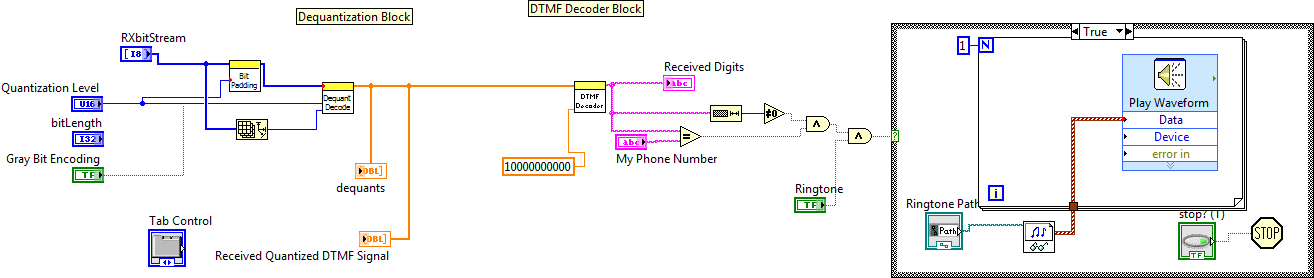 Dequantization Block
DTMF Decoder Block
True
RXbitStream
I8
1
N
Bit
Padding
Received Digits
abc
Quantization Level
U16
Dequant
Decode
DTMF
Decoder
Play Waveform
Data
Device
error in
≠0
∧
∧
?
bitLength
I32
=
abc
My Phone Number
Gray Bit Encoding
TF
DBL
dequants
10000000000
Ringtone
TF
i
Ringtone Path
Path
stop? (T)
TF
STOP
Tab Control
DBL
Received Quantized DTMF Signal